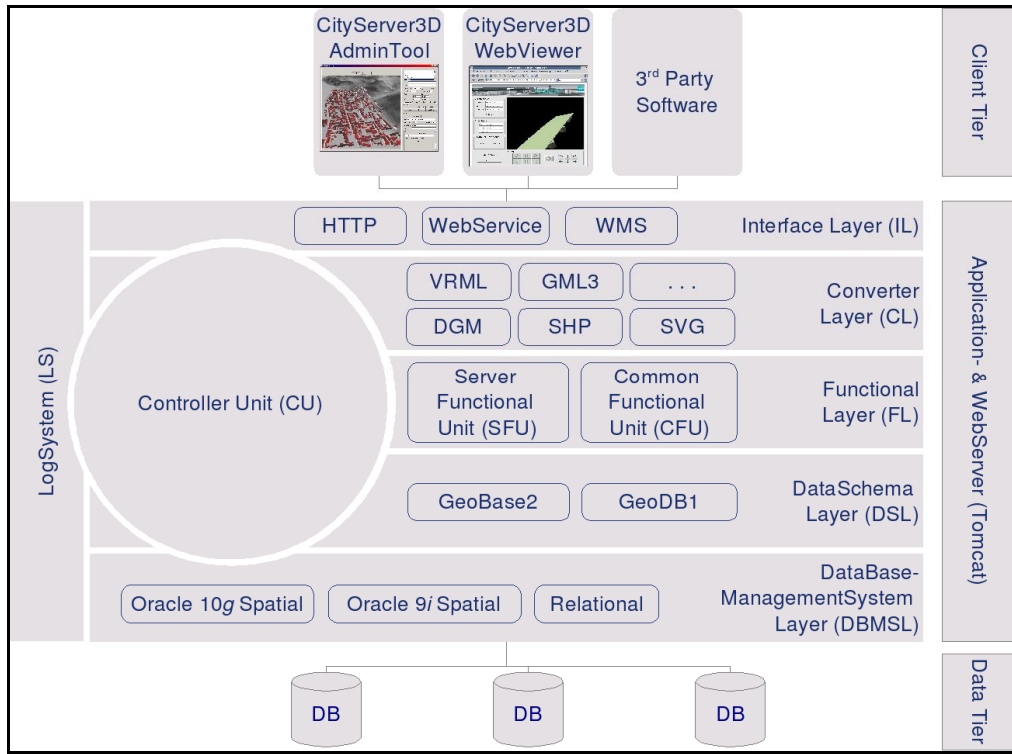 CityServer3D
AdminTool
CityServer3D
WebViewer
3rd Party
Software
Client Tier
HTTP
WebService
WMS
Interface Layer (IL)
VRML
GML3
. . .
DGM
SHP
SVG
Converter
Layer (CL)
LogSystem (LS)
Controller Unit (CU)
Server
Functional
Unit (SFU)
Common
Functional
Unit (CFU)
Functional
Layer (FL)
Application- & WebServer (Tomcat)
GeoBase2
GeoDB1
DataSchema
Layer (DSL)
Oracle 10g Spatial
Oracle 9i Spatial
Relational
DataBase-
ManagementSystem
Layer (DBMSL)
DB
DB
DB
Data Tier